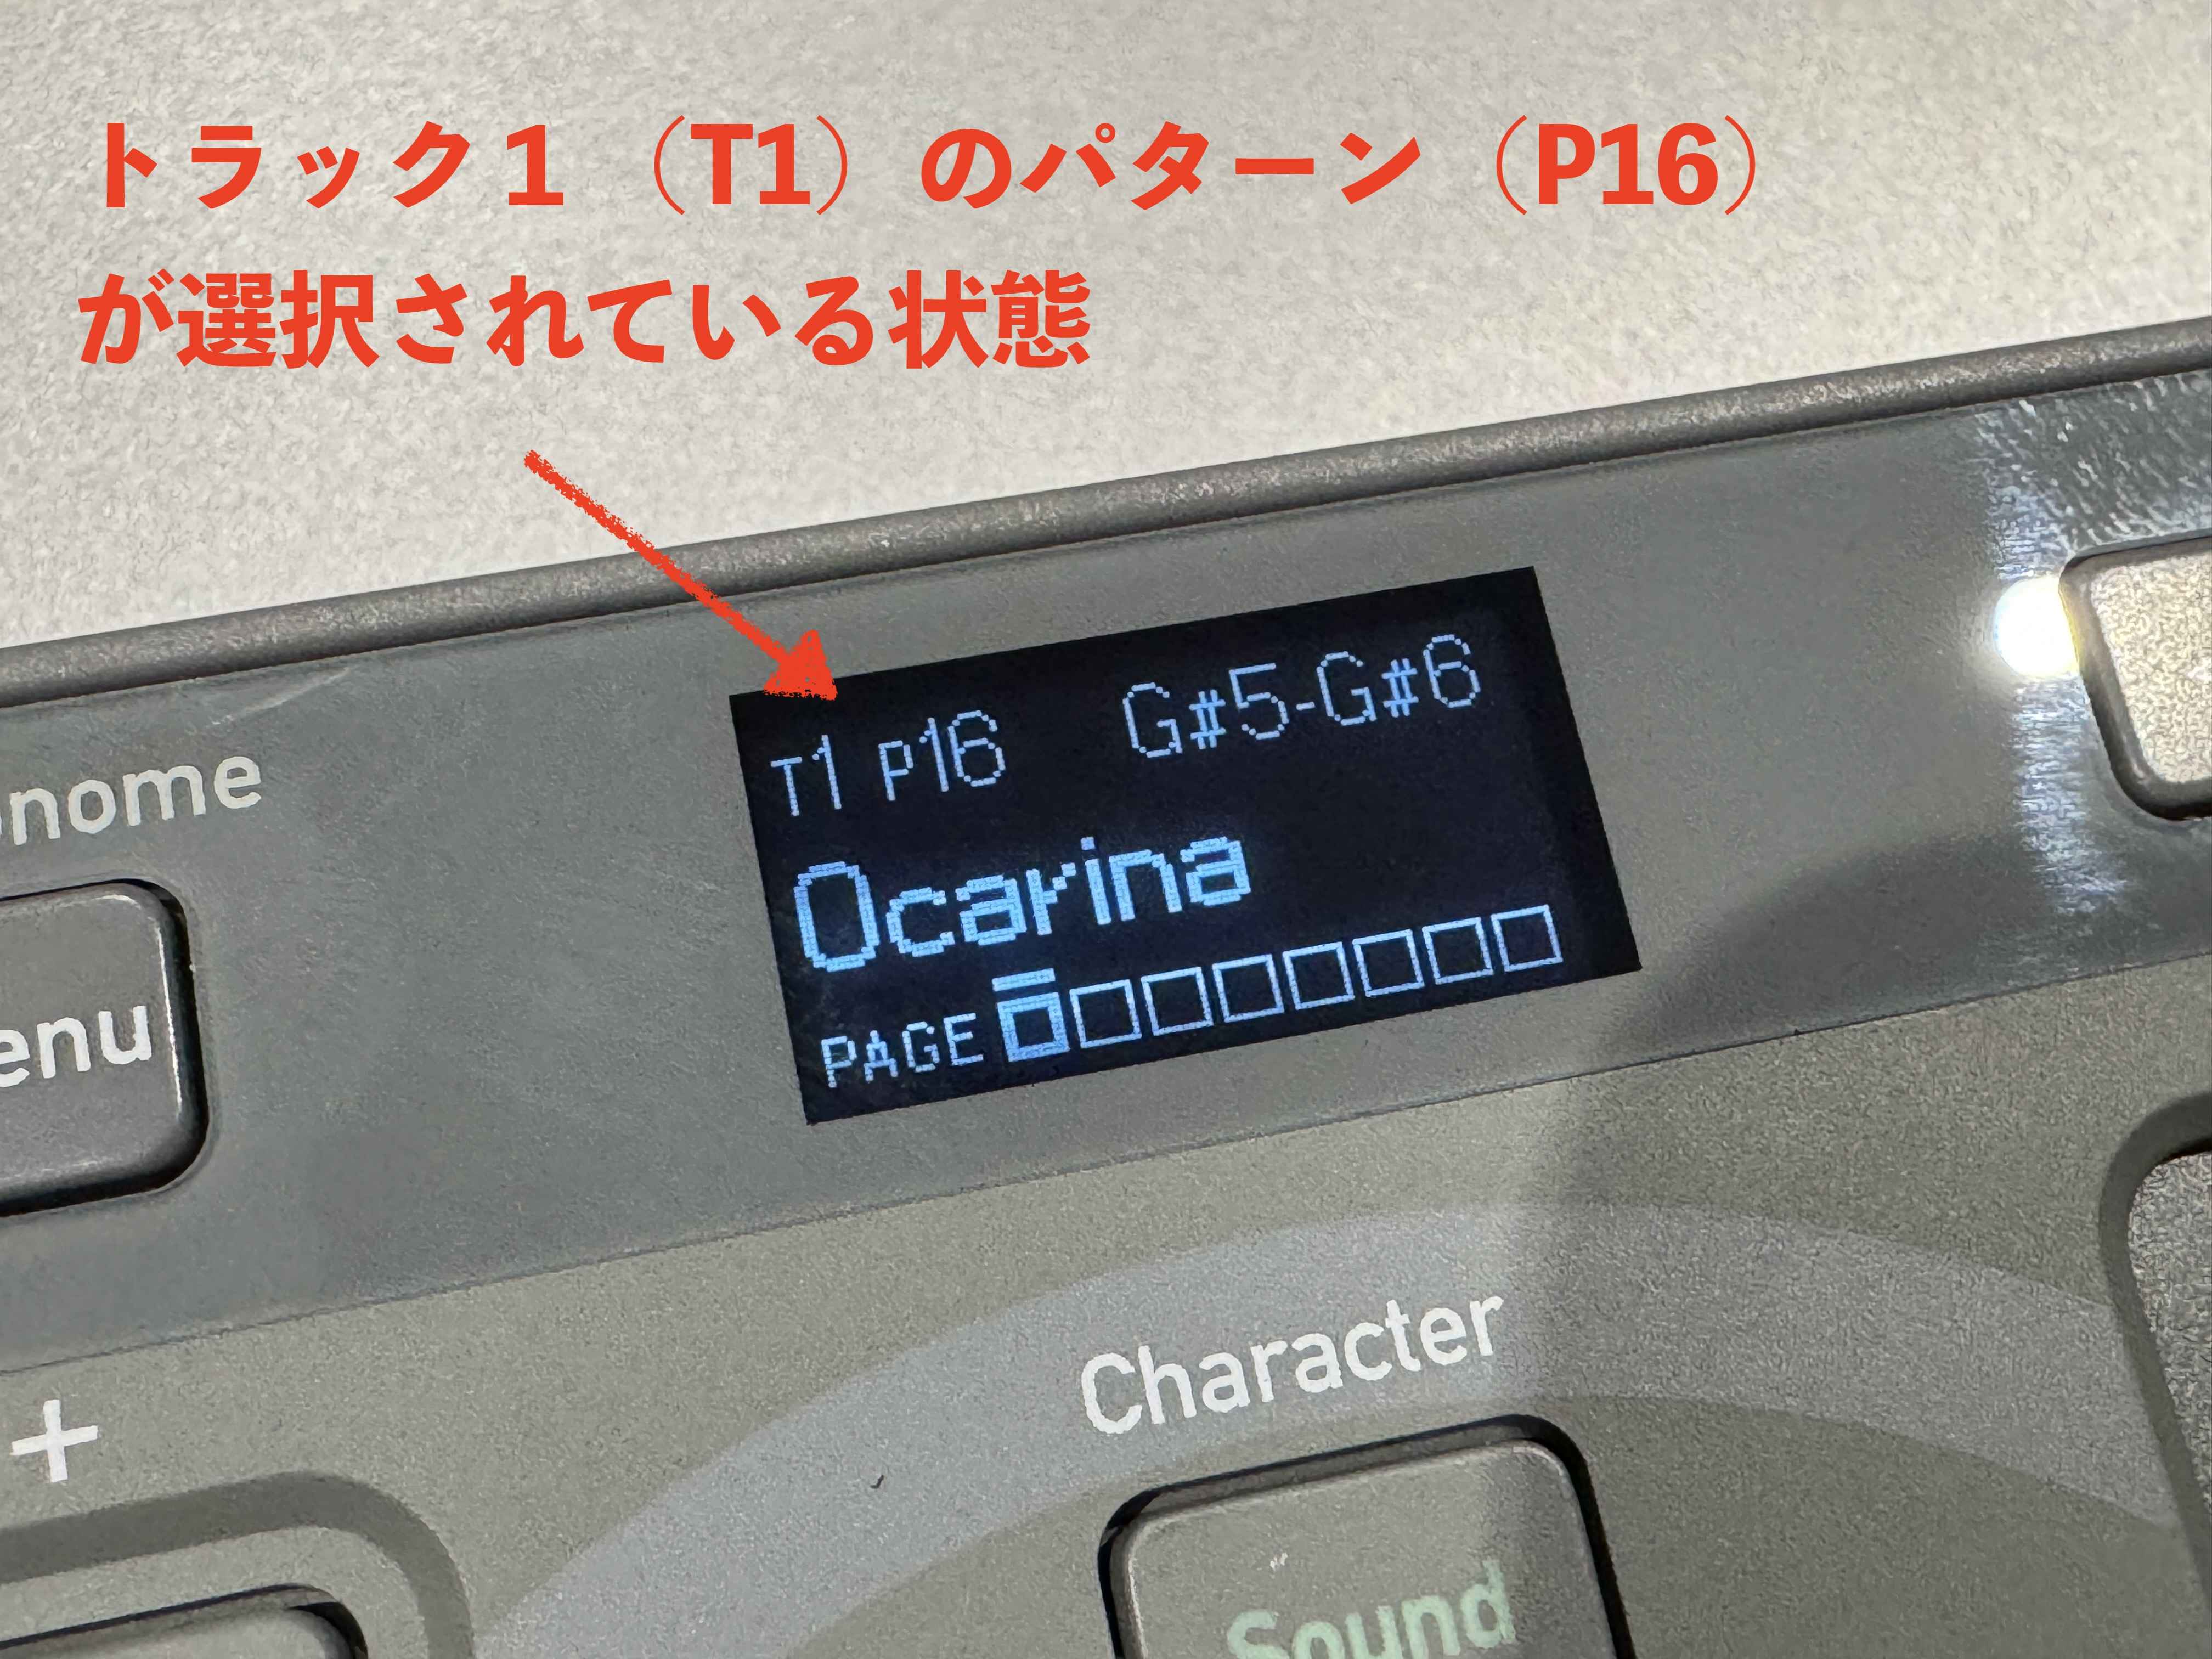 トラック１（T1）のパターン（P16）
が選択されている状態
T1 P16 G#5-G#6
Ocarina
PAGE
nome
enu
+
Character
Sound